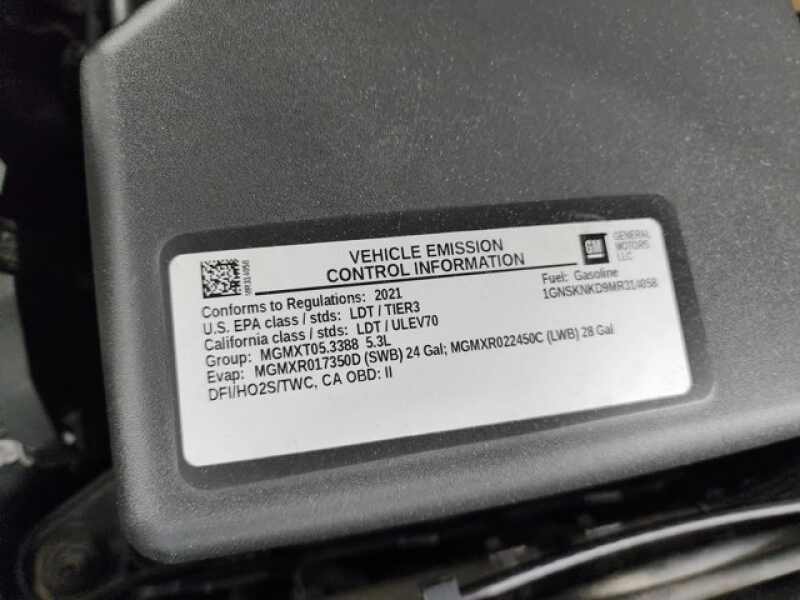 VEHICLE EMISSION
CONTROL INFORMATION
GM
GENERAL
MOTORS
LLC
Conforms to Regulations: 2021
Fuel: Gasoline
U.S. EPA class / stds: LDT / TIER3
1GNSKNKD9MR314058
California class / stds: LDT / ULEV70
Group: MGMXT05.3388 5.3L
Evap: MGMXR017350D (SWB) 24 Gal; MGMXR022450C (LWB) 28 Gal
DFI/HO2S/TWC, CA OBD: II